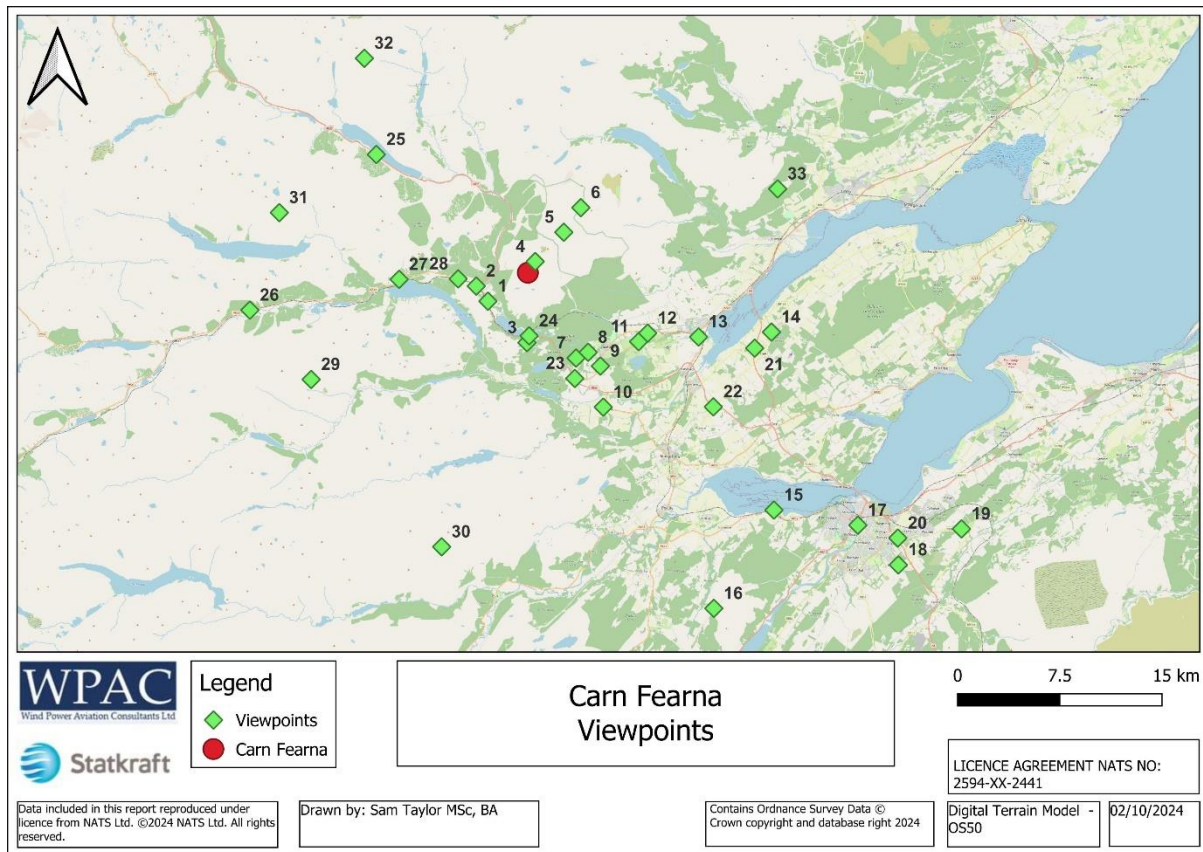 32
25
33
6
31
5
4
27 28 2
1
26
24
3
11 12 13 14
7 8
9
23
21
29
10
22
15
17
19
20
30
18
16
WPAC
Wind Power Aviation Consultants Ltd
Statkraft
Legend
Viewpoints
Carn Fearna
Carn Fearna
Viewpoints
0 7.5 15 km
LICENCE AGREEMENT NATS NO:
2594-XX-2441
Data included in this report reproduced under
licence from NATS Ltd. ©2024 NATS Ltd. All rights
reserved.
Drawn by: Sam Taylor MSc, BA
Contains Ordnance Survey Data ©
Crown copyright and database right 2024
Digital Terrain Model -
OS50
02/10/2024